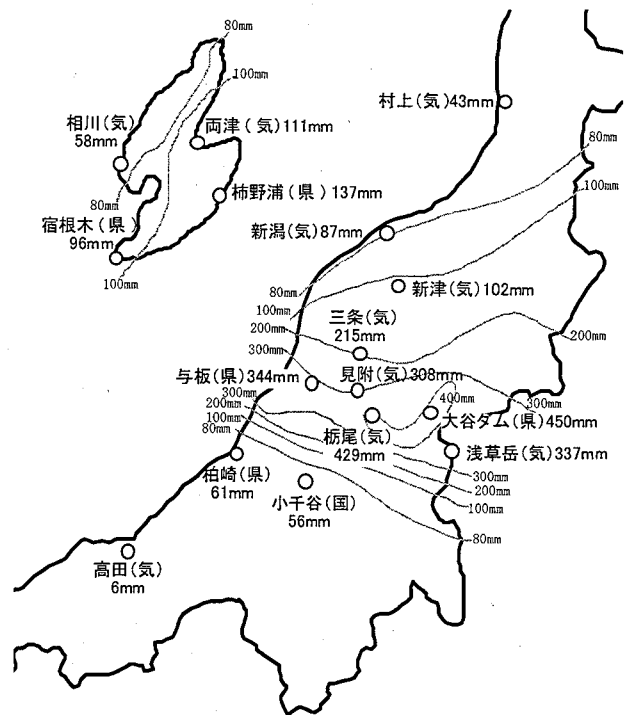 80mm
100mm
相川(気)
58mm
両津(気)111mm
村上(気)43mm
80mm
100mm
柿野浦(県)137mm
80mm
宿根木(県)
96mm
100mm
新潟(気)87mm
80mm
新津(気)102mm
100mm
200mm
三条(気)
215mm
200mm
300mm
与板(県)344mm
見附(気)308mm
300mm
400mm
300mm
200mm
100mm
80mm
大谷ダム(県)450mm
栃尾(気)
429mm
浅草岳(気)337mm
柏崎(県)
61mm
小千谷(国)
56mm
300mm
200mm
100mm
80mm
高田(気)
6mm